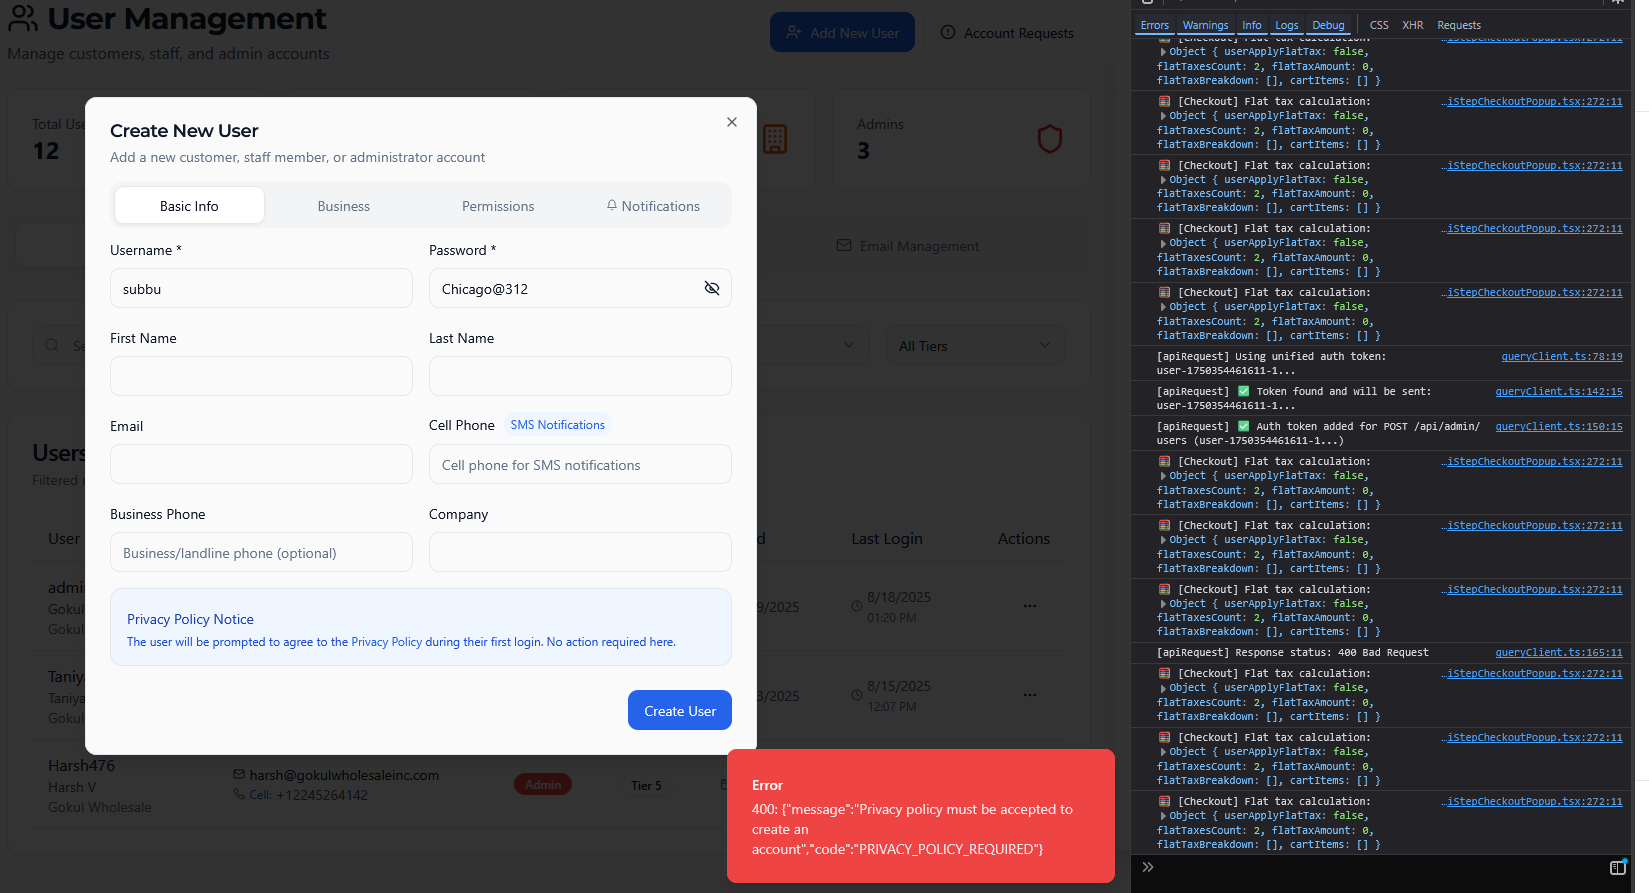 User Management
Manage customers, staff, and admin accounts
Add New User
Account Requests
Total Use
12
Admins
3
Email Management
All Tiers
Users
Filtered
User
Last Login
Actions
Gokul
Gokul
9/2025
8/18/2025
01:20 PM
...
Taniya
Gokul
3/2025
8/15/2025
12:07 PM
...
Harsh476
Harsh V
Gokul Wholesale
harsh@gokulwholesaleinc.com
Cell: +12245264142
Admin
Tier 5
Create New User
Add a new customer, staff member, or administrator account
Basic Info
Business
Permissions
Notifications
Username *
Password *
subbu
Chicago@312
First Name
Last Name
Email
Cell Phone
SMS Notifications
Cell phone for SMS notifications
Business Phone
Company
Business/landline phone (optional)
Privacy Policy Notice
The user will be prompted to agree to the Privacy Policy during their first login. No action required here.
Create User
Error
400: {"message":"Privacy policy must be accepted to
create an
account","code":"PRIVACY_POLICY_REQUIRED"}
Errors Warnings Info Logs Debug CSS XHR Requests
[Checkout] Flat tax calculation: …iStepCheckoutPopup.tsx:272:11
Object { userApplyFlatTax: false,
flatTaxesCount: 2, flatTaxAmount: 0,
flatTaxBreakdown: [], cartItems: [] }
[Checkout] Flat tax calculation: …iStepCheckoutPopup.tsx:272:11
Object { userApplyFlatTax: false,
flatTaxesCount: 2, flatTaxAmount: 0,
flatTaxBreakdown: [], cartItems: [] }
[Checkout] Flat tax calculation: …iStepCheckoutPopup.tsx:272:11
Object { userApplyFlatTax: false,
flatTaxesCount: 2, flatTaxAmount: 0,
flatTaxBreakdown: [], cartItems: [] }
[Checkout] Flat tax calculation: …iStepCheckoutPopup.tsx:272:11
Object { userApplyFlatTax: false,
flatTaxesCount: 2, flatTaxAmount: 0,
flatTaxBreakdown: [], cartItems: [] }
[Checkout] Flat tax calculation: …iStepCheckoutPopup.tsx:272:11
Object { userApplyFlatTax: false,
flatTaxesCount: 2, flatTaxAmount: 0,
flatTaxBreakdown: [], cartItems: [] }
[apiRequest] Using unified auth token: queryClient.ts:78:19
user-1750354461611-1...
[apiRequest] ✅ Token found and will be sent: queryClient.ts:142:15
user-1750354461611-1...
[apiRequest] ✅ Auth token added for POST /api/admin/ queryClient.ts:150:15
users (user-1750354461611-1...)
[Checkout] Flat tax calculation: …iStepCheckoutPopup.tsx:272:11
Object { userApplyFlatTax: false,
flatTaxesCount: 2, flatTaxAmount: 0,
flatTaxBreakdown: [], cartItems: [] }
[Checkout] Flat tax calculation: …iStepCheckoutPopup.tsx:272:11
Object { userApplyFlatTax: false,
flatTaxesCount: 2, flatTaxAmount: 0,
flatTaxBreakdown: [], cartItems: [] }
[Checkout] Flat tax calculation: …iStepCheckoutPopup.tsx:272:11
Object { userApplyFlatTax: false,
flatTaxesCount: 2, flatTaxAmount: 0,
flatTaxBreakdown: [], cartItems: [] }
[apiRequest] Response status: 400 Bad Request queryClient.ts:165:11
[Checkout] Flat tax calculation: …iStepCheckoutPopup.tsx:272:11
Object { userApplyFlatTax: false,
flatTaxesCount: 2, flatTaxAmount: 0,
flatTaxBreakdown: [], cartItems: [] }
[Checkout] Flat tax calculation: …iStepCheckoutPopup.tsx:272:11
Object { userApplyFlatTax: false,
flatTaxesCount: 2, flatTaxAmount: 0,
flatTaxBreakdown: [], cartItems: [] }
[Checkout] Flat tax calculation: …iStepCheckoutPopup.tsx:272:11
Object { userApplyFlatTax: false,
flatTaxesCount: 2, flatTaxAmount: 0,
flatTaxBreakdown: [], cartItems: [] }